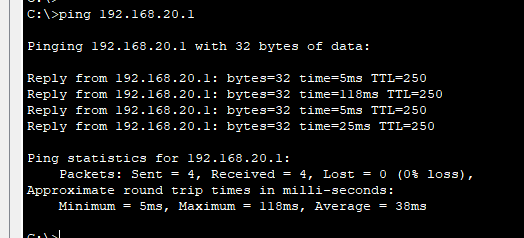 C:\>ping 192.168.20.1
Pinging 192.168.20.1 with 32 bytes of data:
Reply from 192.168.20.1: bytes=32 time=5ms TTL=250
Reply from 192.168.20.1: bytes=32 time=118ms TTL=250
Reply from 192.168.20.1: bytes=32 time=5ms TTL=250
Reply from 192.168.20.1: bytes=32 time=25ms TTL=250
Ping statistics for 192.168.20.1:
Packets: Sent = 4, Received = 4, Lost = 0 (0% loss),
Approximate round trip times in milli-seconds:
Minimum = 5ms, Maximum = 118ms, Average = 38ms
C:\>